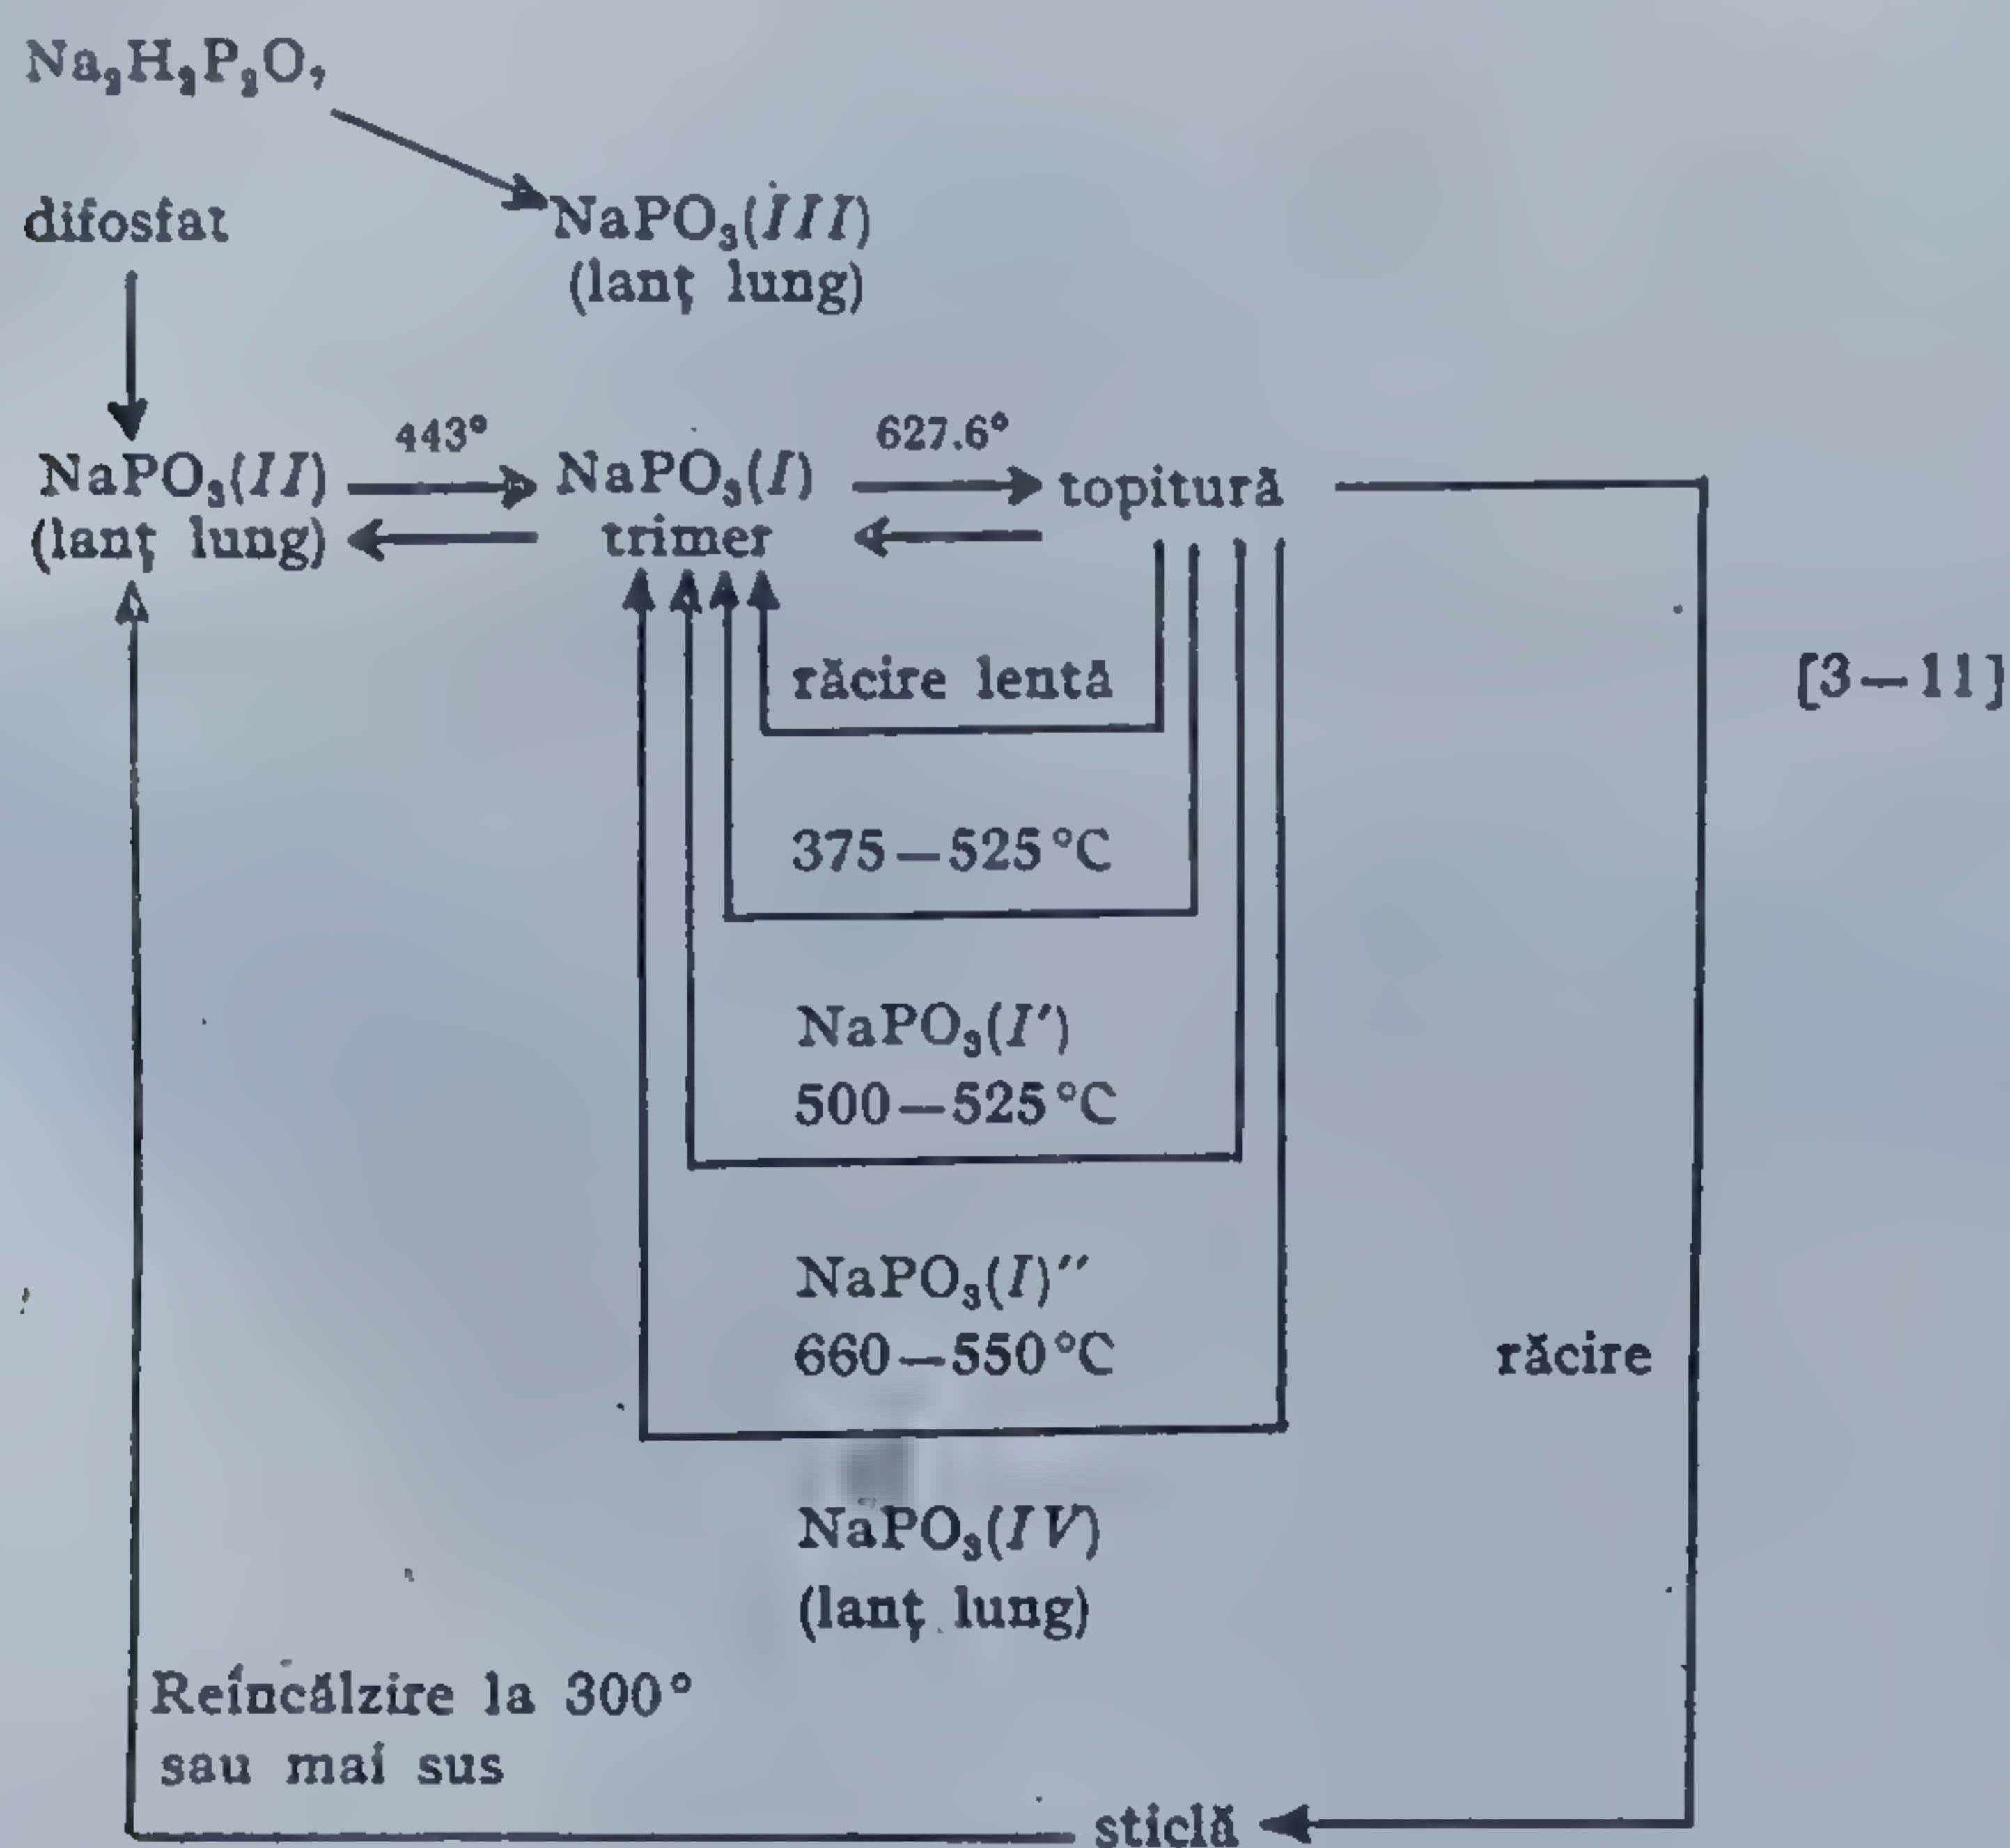 Na₂H₂P₂O₇
difosfat
NaPO₃(III)
(lanț lung)
443°
627.6°
NaPO₃(II)
(lanț lung)
NaPO₃(I)
trimer
topitură
răcire lentă
[3—11]
375—525°C
NaPO₃(I′)
500—525°C
NaPO₃(I)″
660—550°C
răcire
NaPO₃(IV)
(lanț lung)
Reîncălzire la 300°
sau mai sus
sticlă